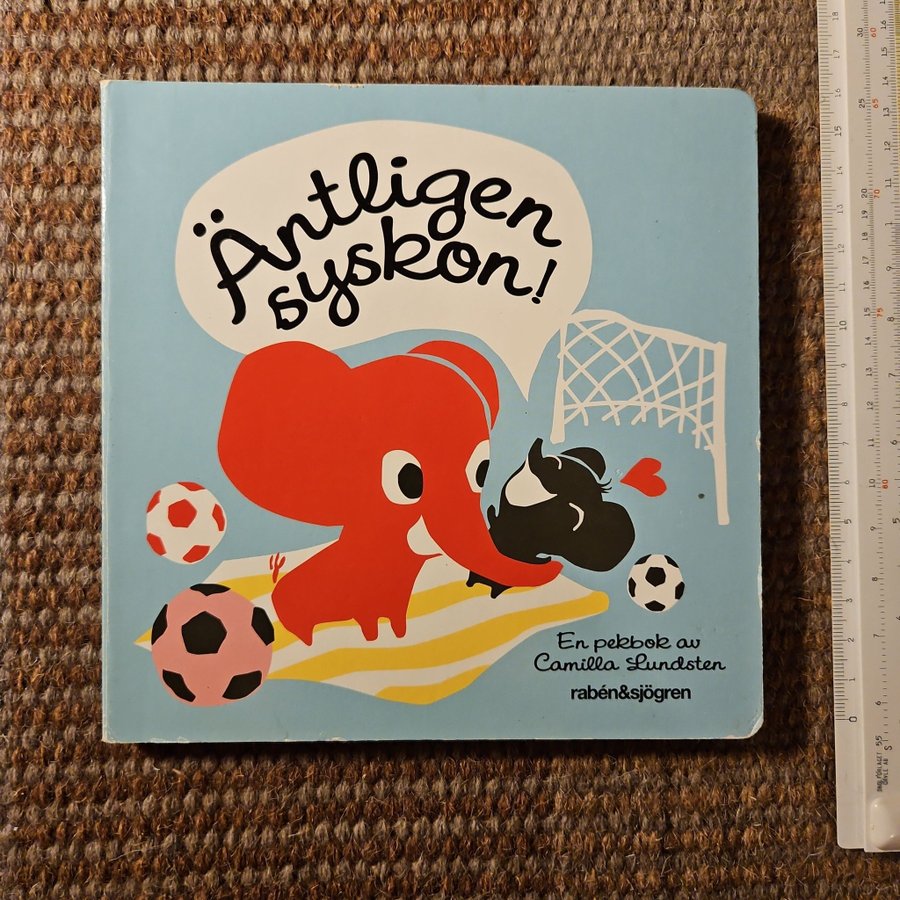 Äntligen
syskon!
En pekbok av
Camilla Lundsten
rabén&sjögren